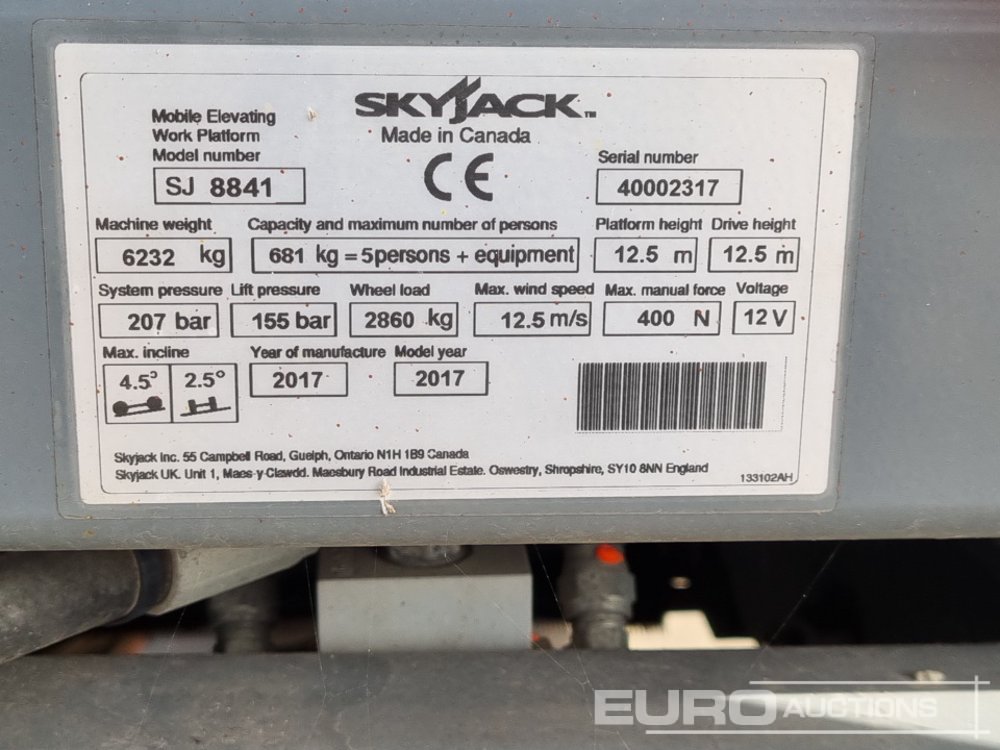 SKYJACK™
Made in Canada
CE
Mobile Elevating
Work Platform
Model number
SJ 8841
Serial number
40002317
Machine weight
6232 kg
Capacity and maximum number of persons
681 kg = 5persons + equipment
Platform height
12.5 m
Drive height
12.5 m
System pressure
207 bar
Lift pressure
155 bar
Wheel load
2860 kg
Max. wind speed
12.5 m/s
Max. manual force
400 N
Voltage
12 V
Max. incline
4.5°
2.5°
Year of manufacture
2017
Model year
2017
Skyjack Inc. 55 Campbell Road, Guelph, Ontario N1H 1B9 Canada
Skyjack UK. Unit 1, Maes-y-Clawdd. Maesbury Road Industrial Estate. Oswestry, Shropshire, SY10 8NN England
133102AH
EURO AUCTIONS